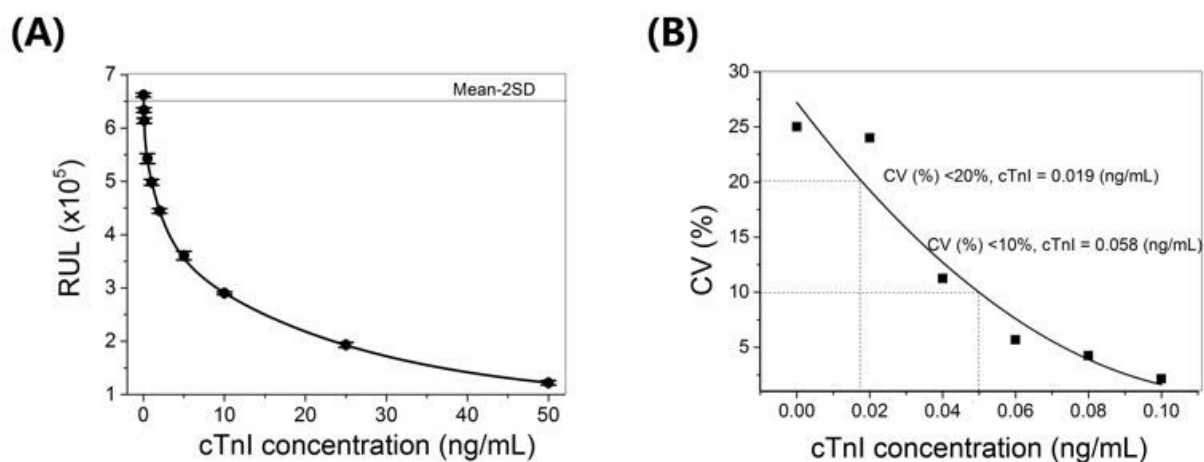 (A)
7
6
5
4
3
2
1
RUL (x10⁵)
Mean-2SD
0
10
20
30
40
50
cTnI concentration (ng/mL)
(B)
30
25
20
15
10
5
CV (%)
CV (%) <20%, cTnI = 0.019 (ng/mL)
CV (%) <10%, cTnI = 0.058 (ng/mL)
0.00
0.02
0.04
0.06
0.08
0.10
cTnI concentration (ng/mL)